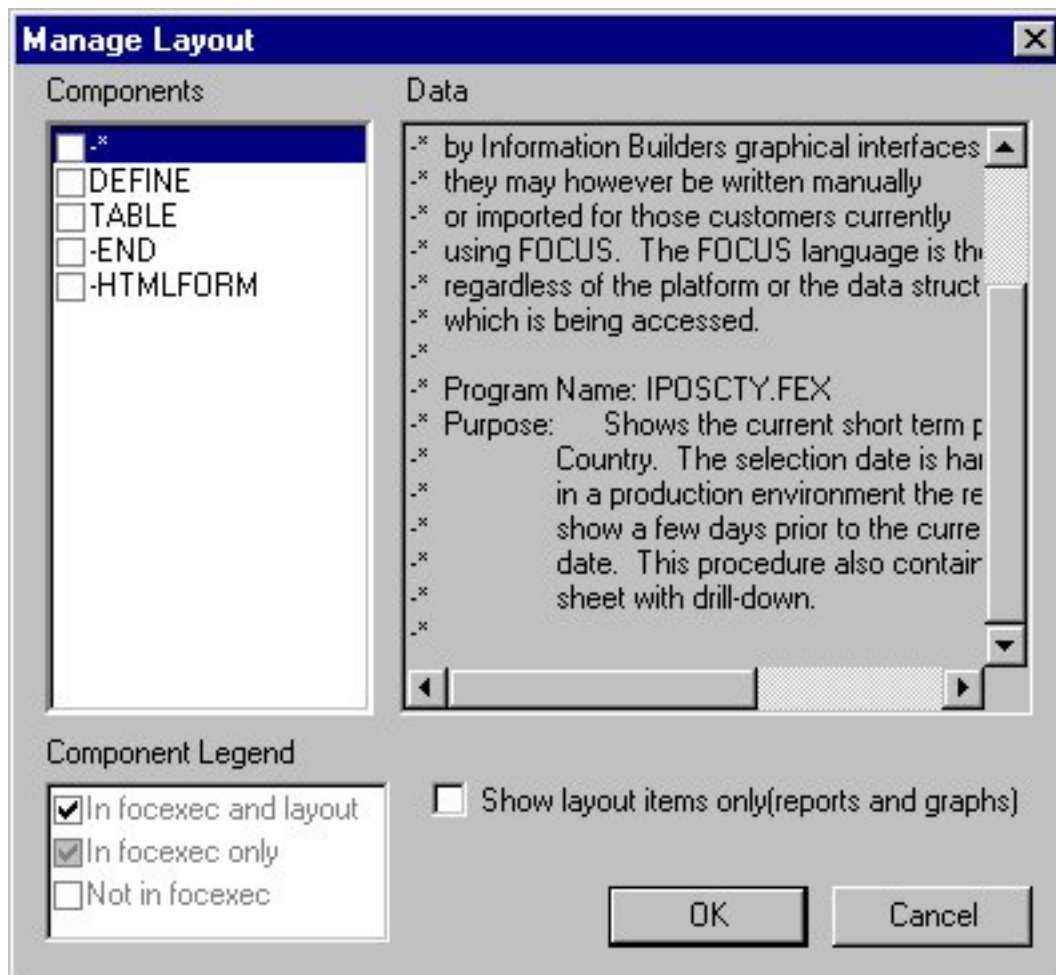 Manage Layout
Components
-*
DEFINE
TABLE
-END
-HTMLFORM
Data
-* by Information Builders graphical interfaces
-* they may however be written manually
-* or imported for those customers currently
-* using FOCUS.  The FOCUS language is the
-* regardless of the platform or the data struct
-* which is being accessed.
-*
-* Program Name: IPOSCTY.FEX
-* Purpose:     Shows the current short term p
-*           Country.  The selection date is har
-*           in a production environment the re
-*           show a few days prior to the curre
-*           date.  This procedure also contain
-*           sheet with drill-down.
-*
Component Legend
In focexec and layout
In focexec only
Not in focexec
Show layout items only(reports and graphs)
OK
Cancel